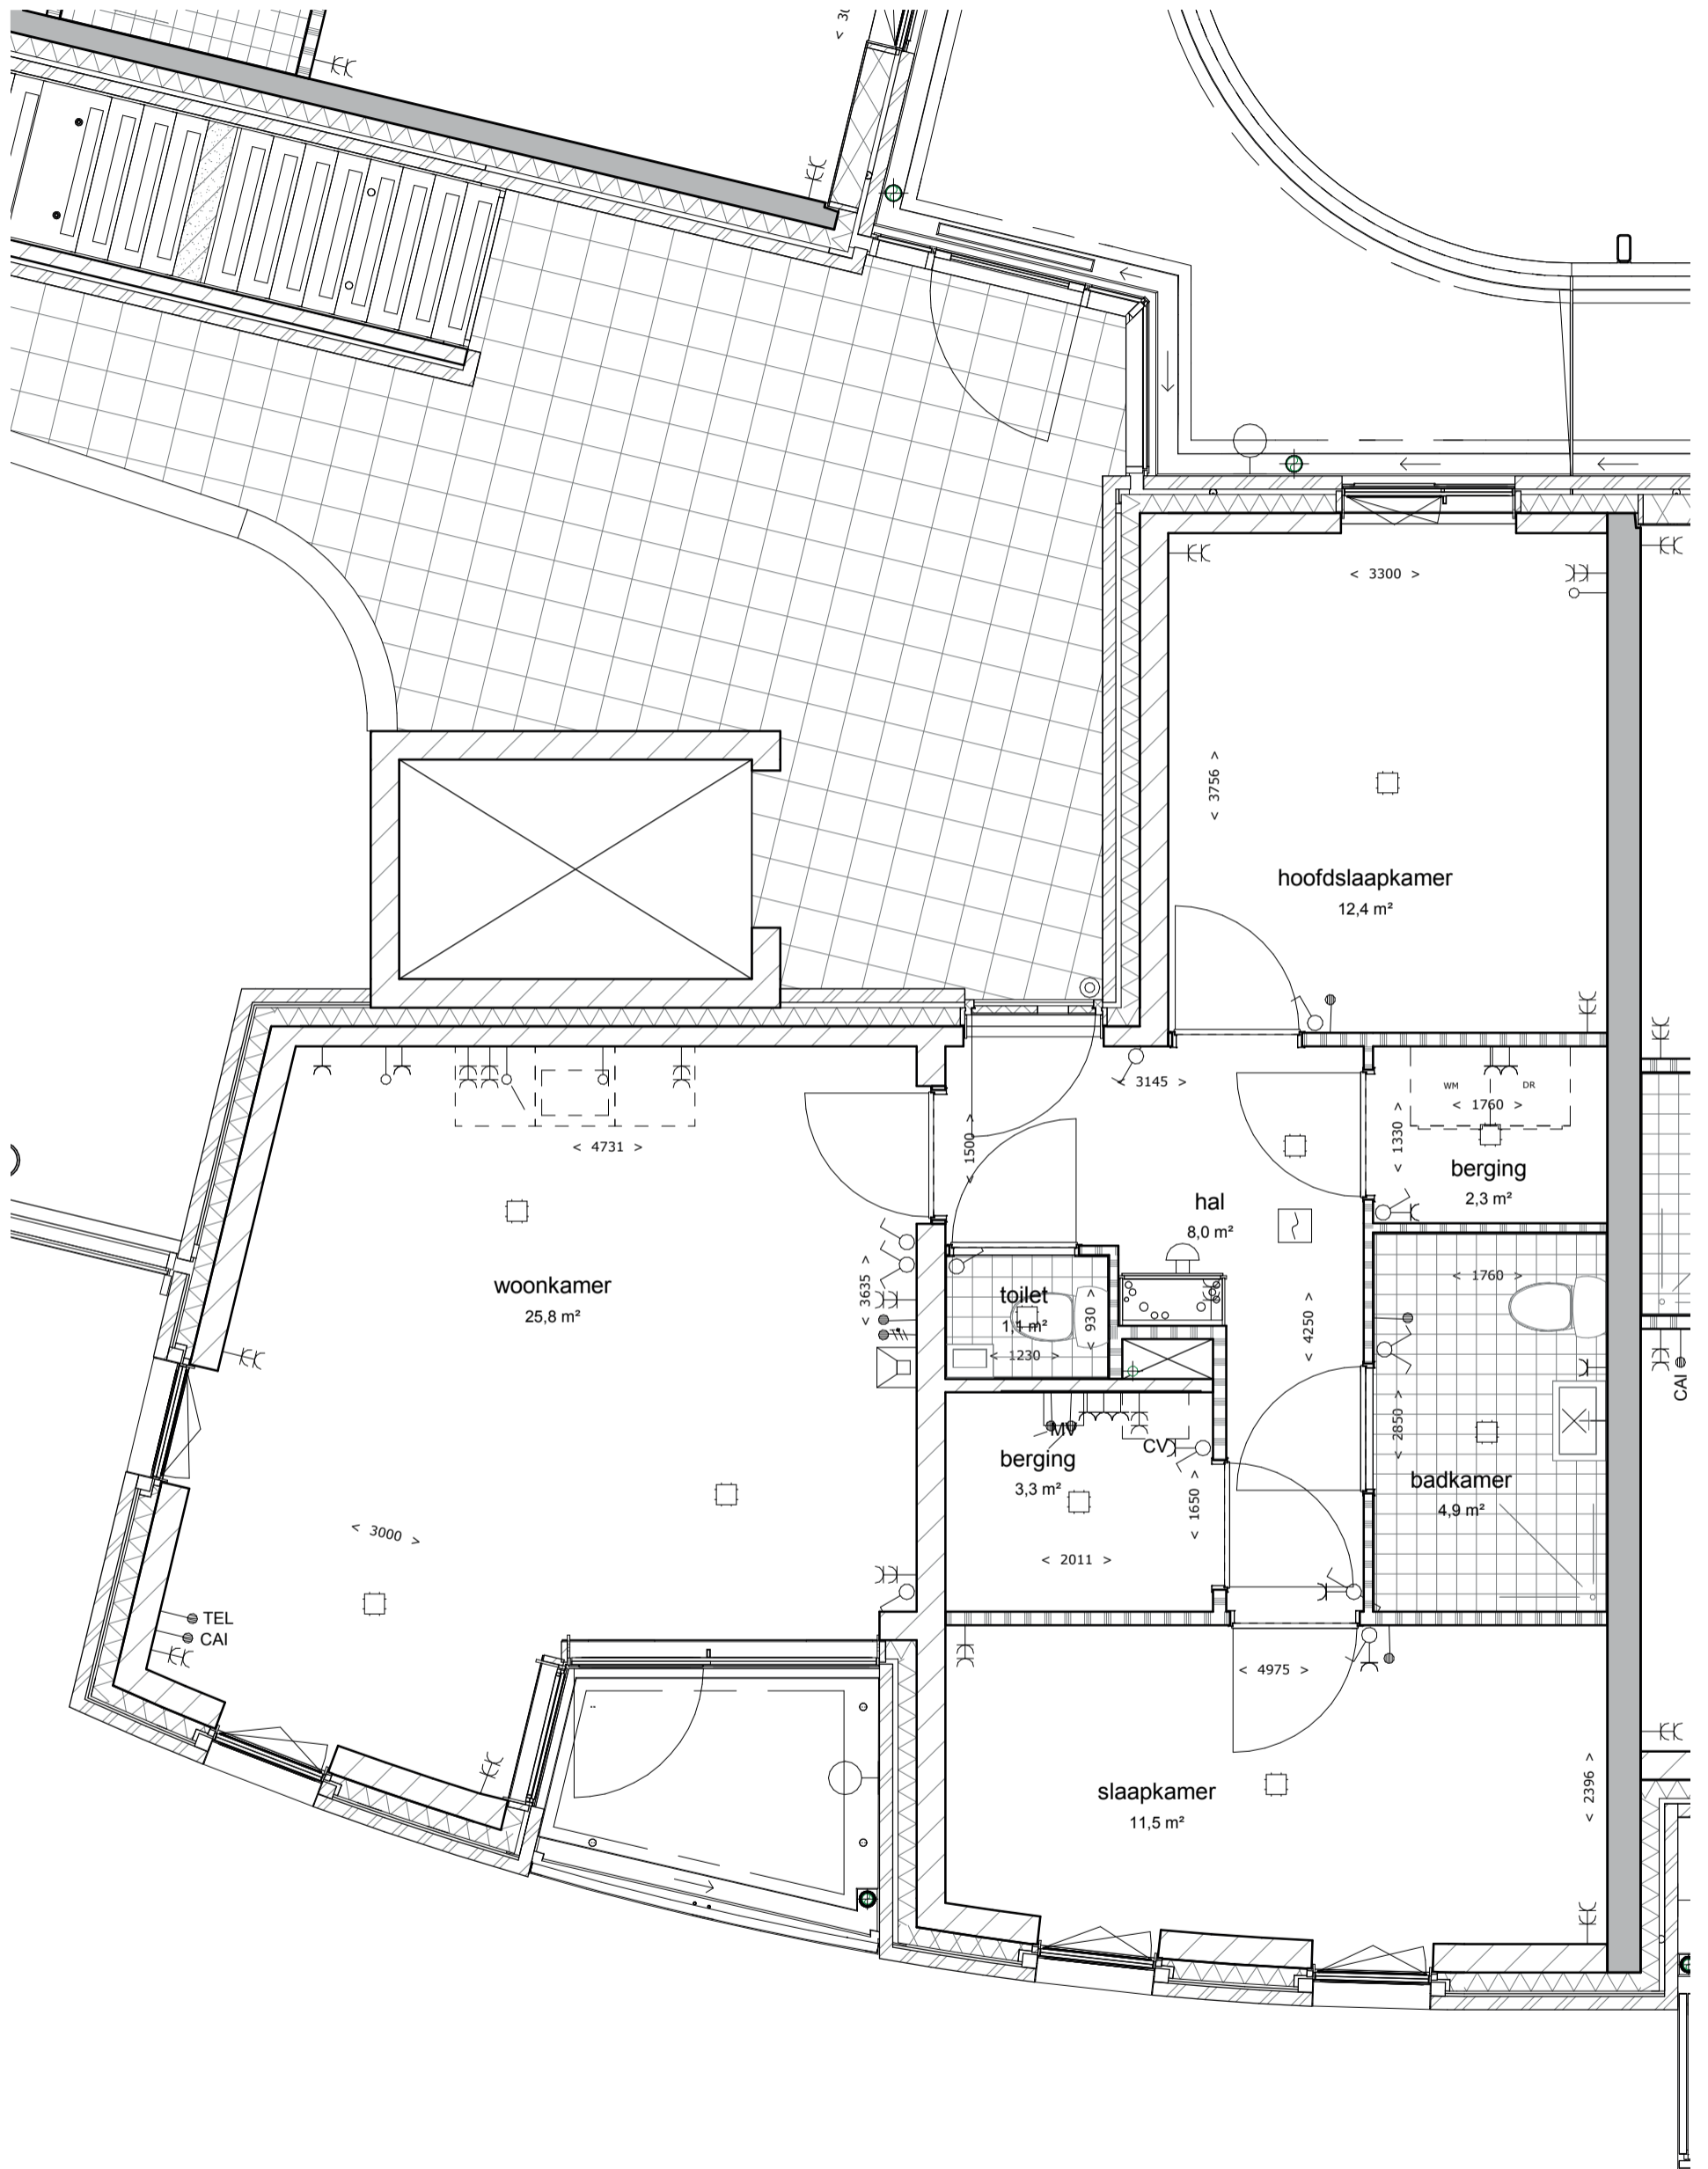 < 3300 >
< 3756 >
hoofdslaapkamer
12,4 m²
< 3145 >
WM
DR
< 1760 >
< 1330 >
berging
2,3 m²
< 4731 >
< 1500 >
hal
8,0 m²
woonkamer
25,8 m²
< 3635 >
toilet
1,1 m²
< 930 >
< 1230 >
< 4250 >
< 1760 >
CAI
< 2850 >
MV
CV
berging
3,3 m²
< 1650 >
< 2011 >
badkamer
4,9 m²
< 3000 >
TEL
CAI
< 4975 >
slaapkamer
11,5 m²
< 2396 >